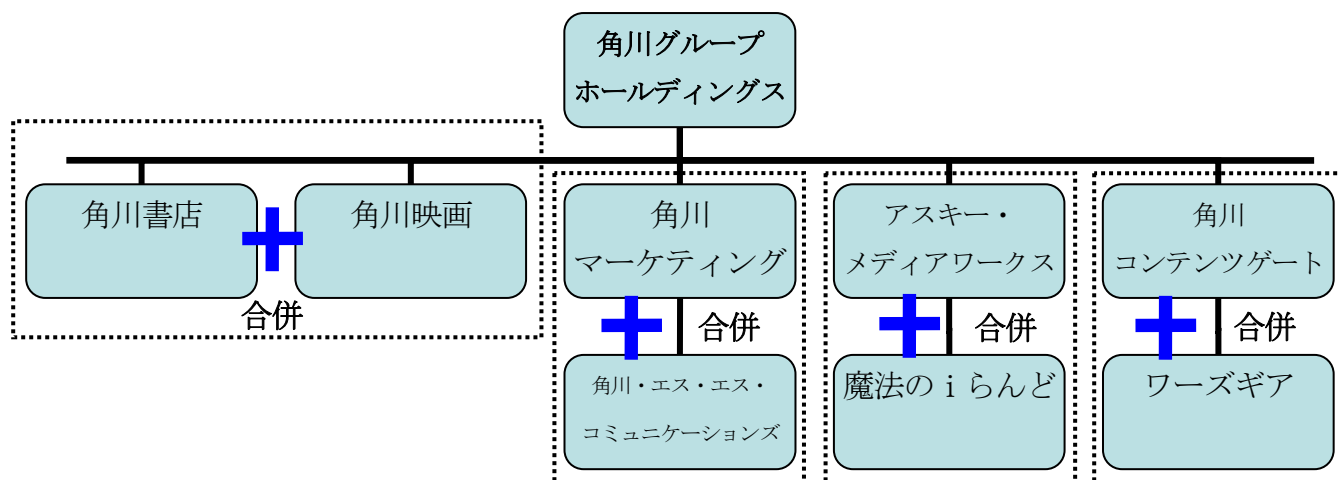 角川グループ
ホールディングス
角川書店
角川映画
合併
角川
マーケティング
合併
角川・エス・エス・
コミュニケーションズ
アスキー・
メディアワークス
合併
魔法のｉらんど
角川
コンテンツゲート
合併
ワーズギア